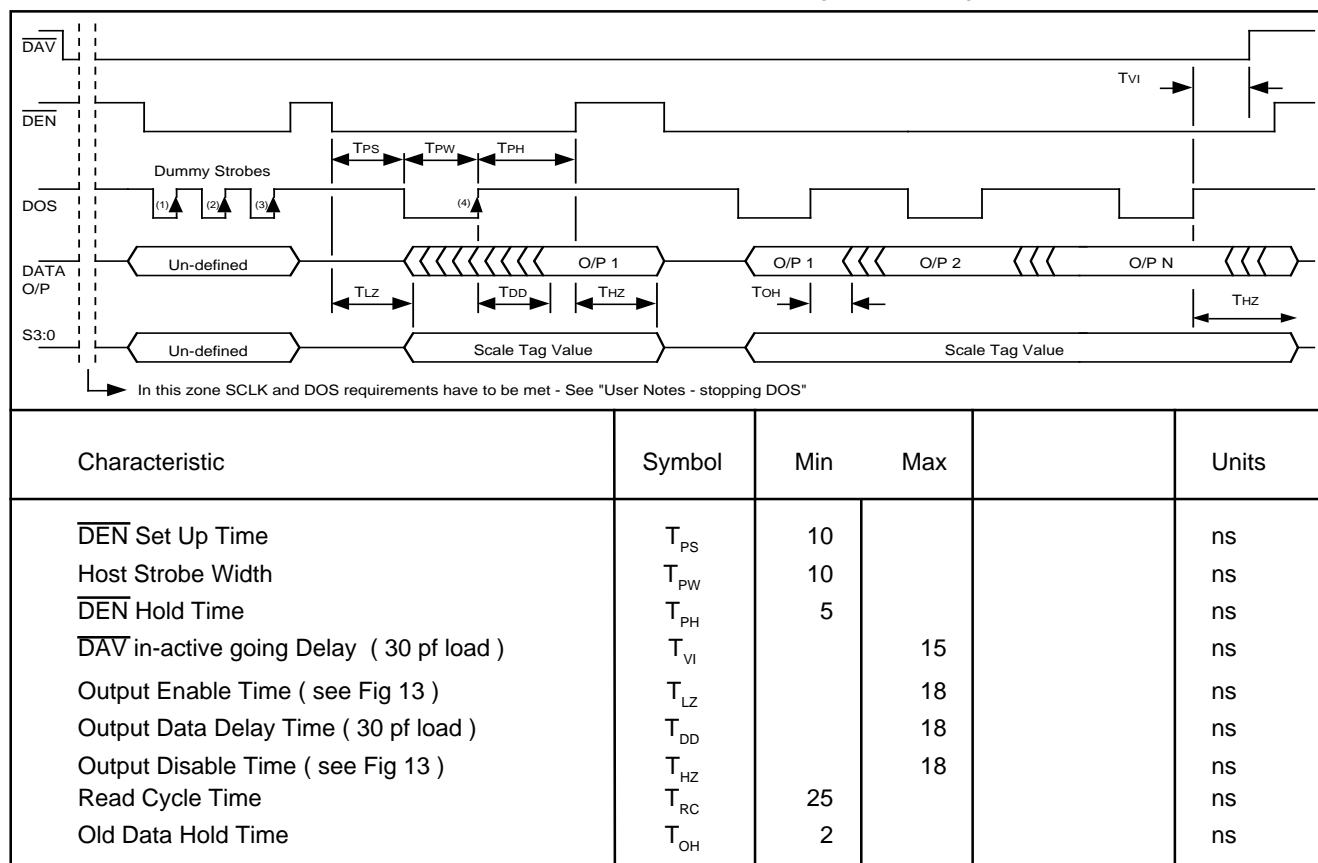 DAV
TVI
DEN
TPS TPW TPH
Dummy Strobes
DOS (1) (2) (3) (4)
DATA O/P Un-defined O/P 1 O/P 1 O/P 2 O/P N
TLZ TDD THZ TOH THZ
S3:0 Un-defined Scale Tag Value Scale Tag Value
In this zone SCLK and DOS requirements have to be met - See "User Notes - stopping DOS"
Characteristic Symbol Min Max Units
DEN Set Up Time TPS 10 ns
Host Strobe Width TPW 10 ns
DEN Hold Time TPH 5 ns
DAV in-active going Delay ( 30 pf load ) TVI 15 ns
Output Enable Time ( see Fig 13 ) TLZ 18 ns
Output Data Delay Time ( 30 pf load ) TDD 18 ns
Output Disable Time ( see Fig 13 ) THZ 18 ns
Read Cycle Time TRC 25 ns
Old Data Hold Time TOH 2 ns